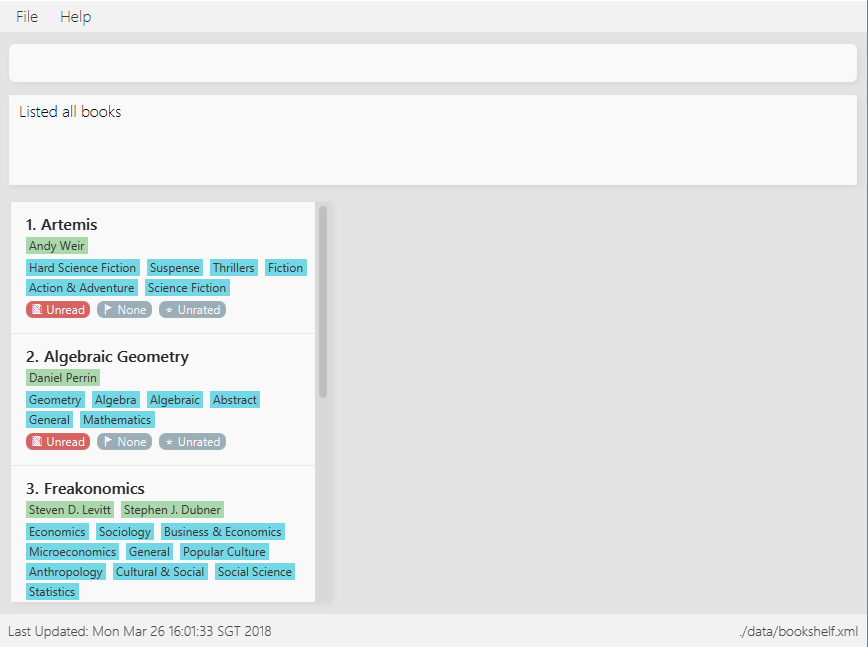 File Help
Listed all books
1. Artemis
Andy Weir
Hard Science Fiction Suspense Thrillers Fiction
Action & Adventure Science Fiction
Unread None Unrated
2. Algebraic Geometry
Daniel Perrin
Geometry Algebra Algebraic Abstract
General Mathematics
Unread None Unrated
3. Freakonomics
Steven D. Levitt Stephen J. Dubner
Economics Sociology Business & Economics
Microeconomics General Popular Culture
Anthropology Cultural & Social Social Science
Statistics
Last Updated: Mon Mar 26 16:01:33 SGT 2018 ./data/bookshelf.xml